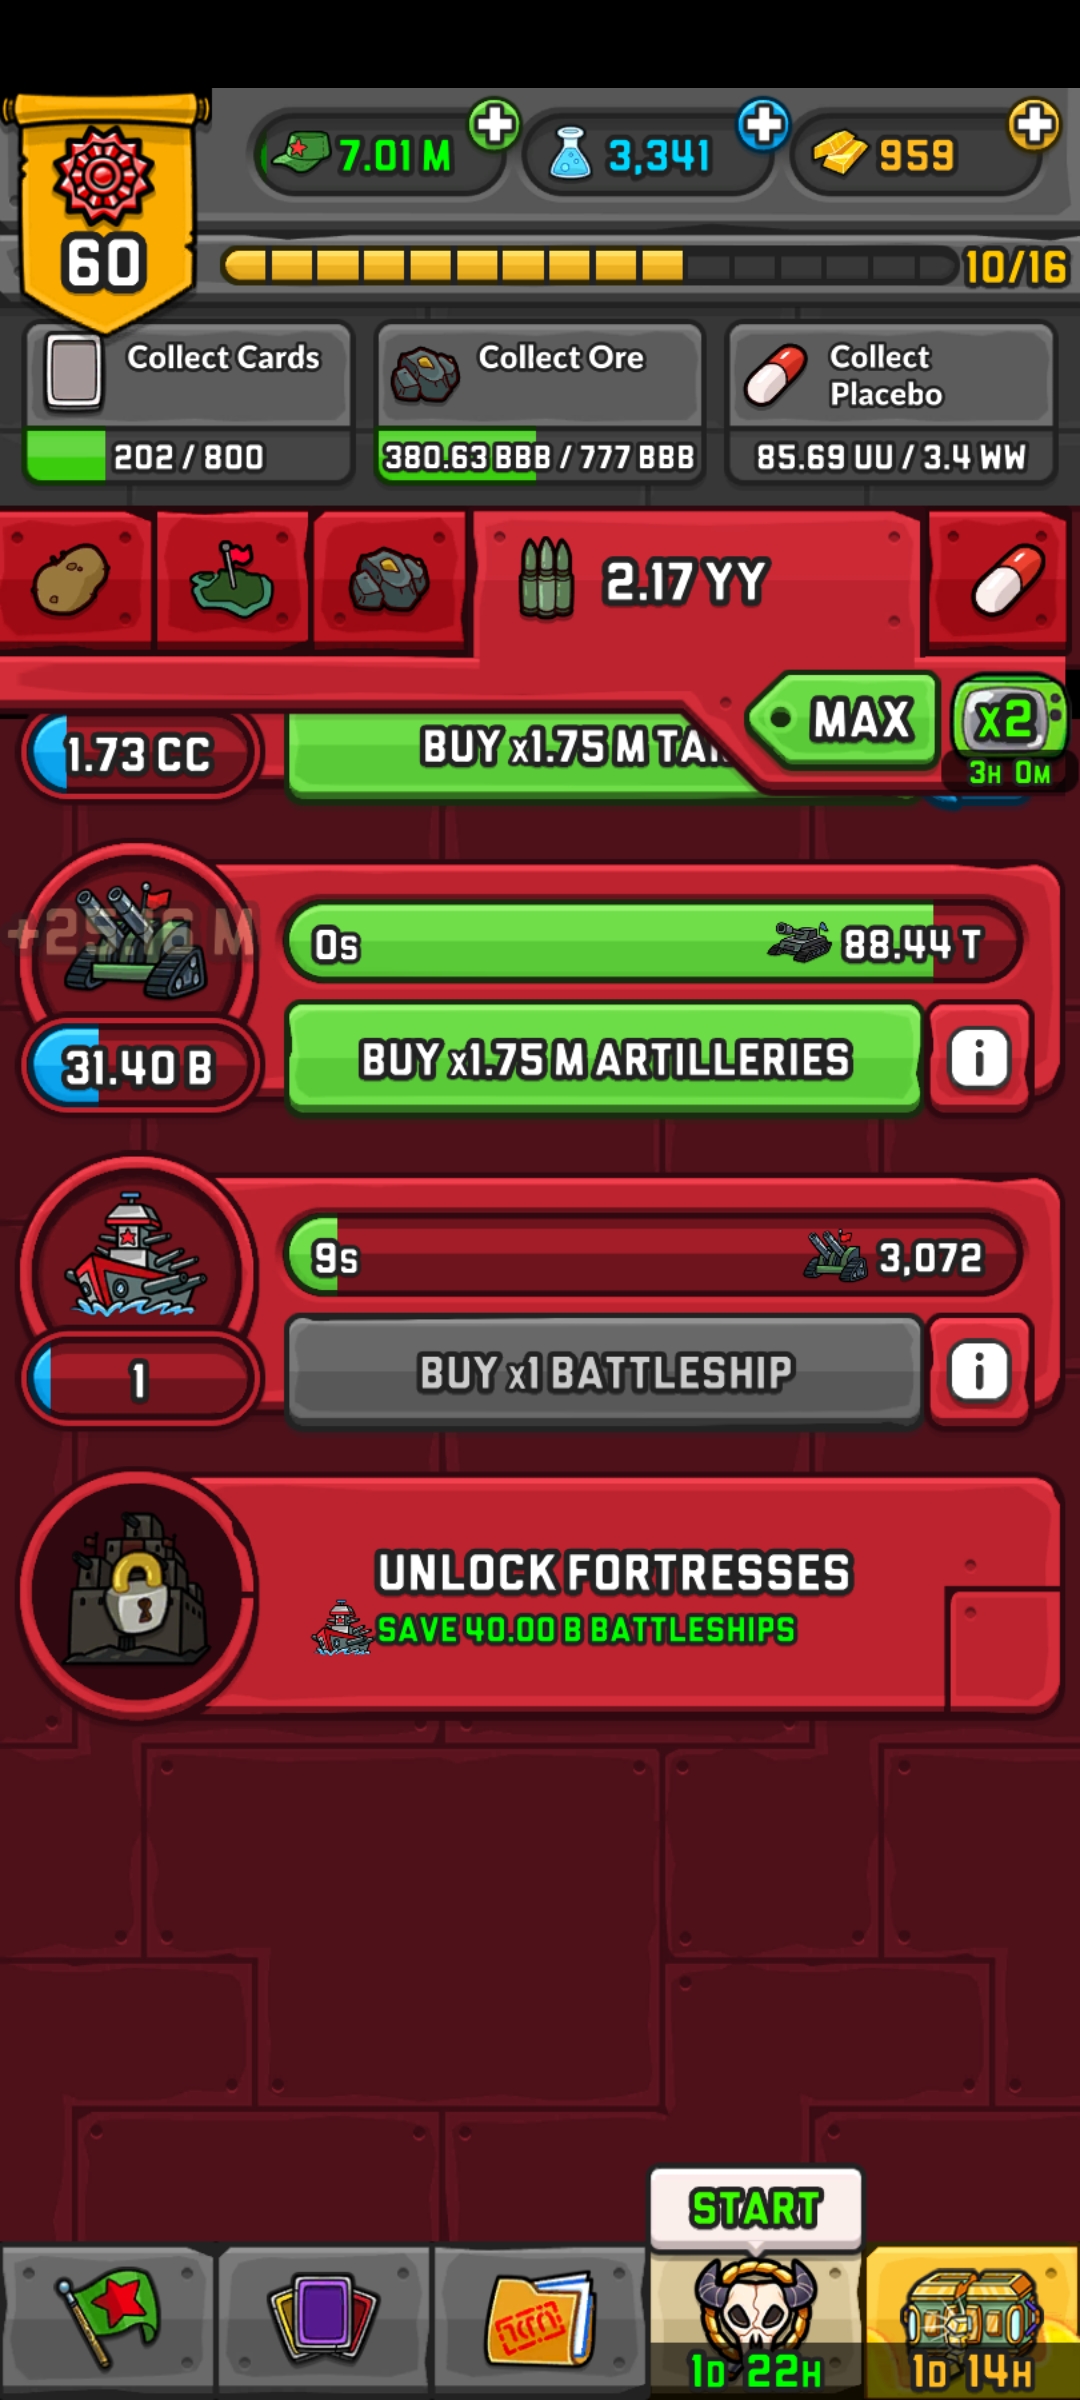 7.01 M
3,341
959
60
10/16
Collect Cards
202 / 800
Collect Ore
380.63 BBB / 777 BBB
Collect
Placebo
85.69 UU / 3.4 WW
2.17 YY
MAX
x2
3H 0M
1.73 CC
BUY x1.75 M
0s
88.44 T
31.40 B
BUY x1.75 M ARTILLERIES
i
9s
3,072
1
BUY x1 BATTLESHIP
i
UNLOCK FORTRESSES
SAVE 40.00 B BATTLESHIPS
START
1D 22H
1D 14H